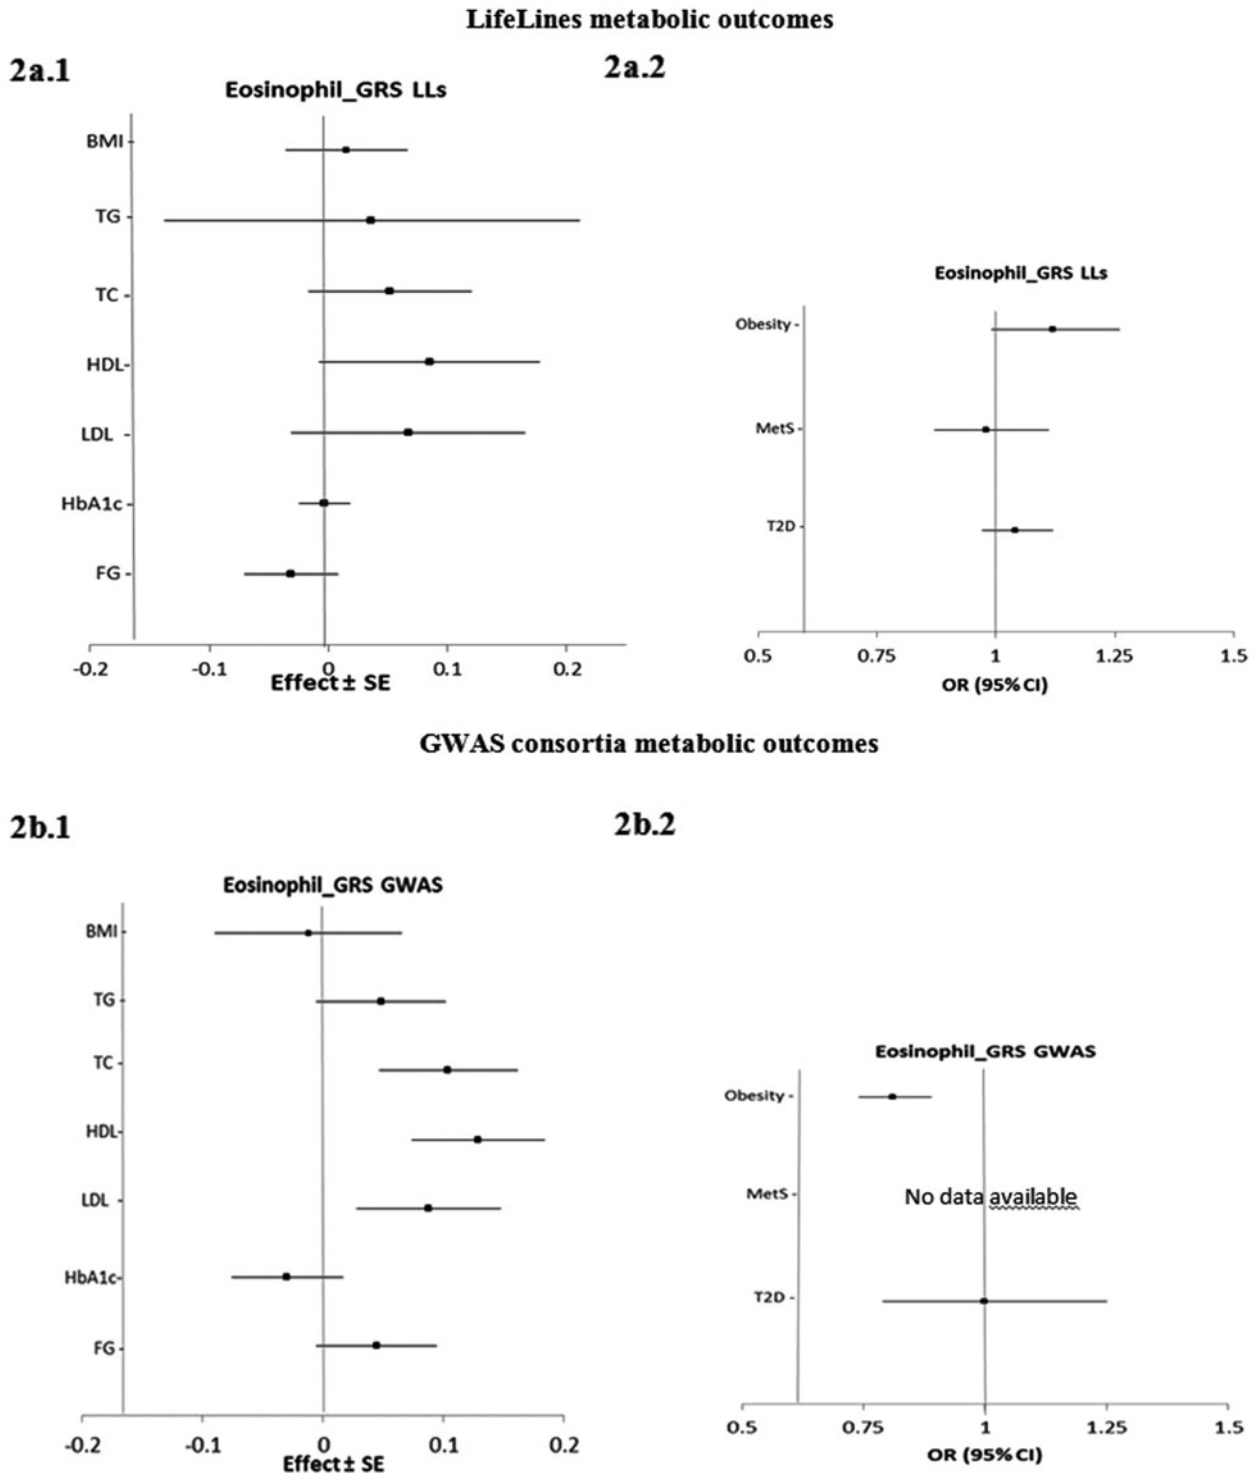 LifeLines metabolic outcomes
2a.1
2a.2
Eosinophil_GRS LLs
BMI
TG
TC
HDL
LDL
HbA1c
FG
-0.2 -0.1 0 0.1 0.2
Effect ± SE
Eosinophil_GRS LLs
Obesity
MetS
T2D
0.5 0.75 1 1.25 1.5
OR (95% CI)
GWAS consortia metabolic outcomes
2b.1
2b.2
Eosinophil_GRS GWAS
BMI
TG
TC
HDL
LDL
HbA1c
FG
-0.2 -0.1 0 0.1 0.2
Effect ± SE
Eosinophil_GRS GWAS
Obesity
MetS
No data available
T2D
0.5 0.75 1 1.25 1.5
OR (95% CI)